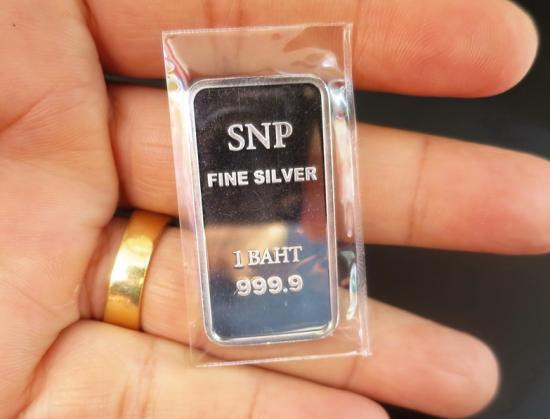 SNP
FINE SILVER
1 BAHT
999.9